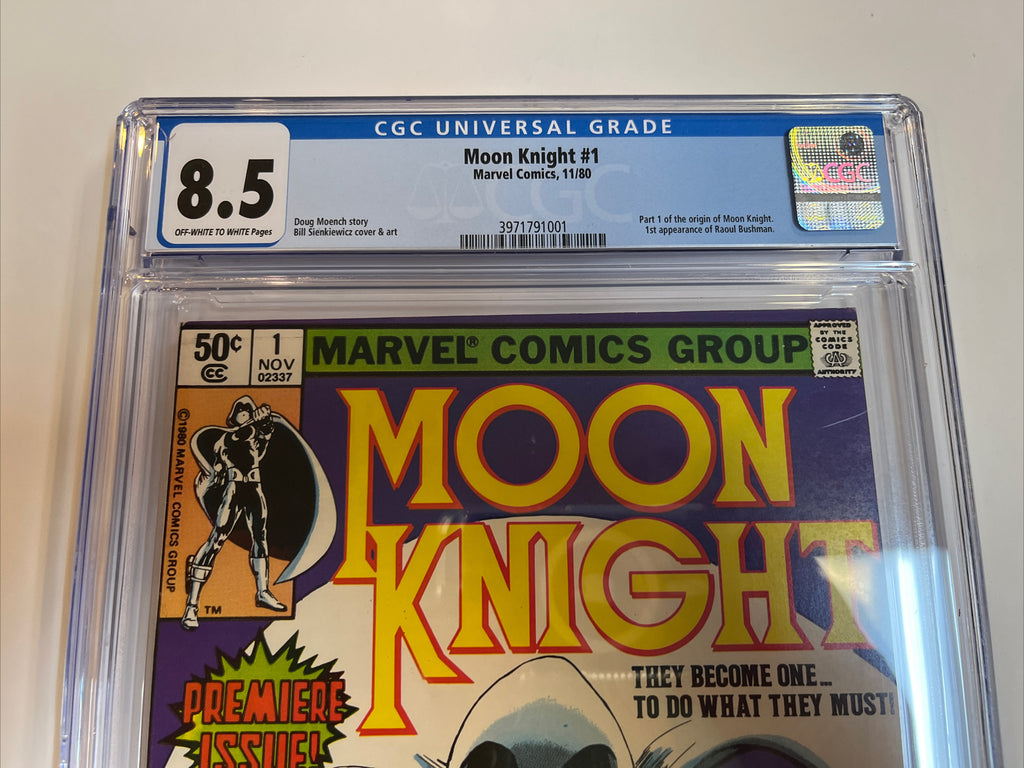 CGC UNIVERSAL GRADE
8.5
OFF-WHITE TO WHITE Pages
Moon Knight #1
Marvel Comics, 11/80
CGC
Doug Moench story
Bill Sienkiewicz cover & art
3971791001
Part 1 of the origin of Moon Knight.
1st appearance of Raoul Bushman.
CGC
50¢
CC
1
NOV
02337
MARVEL® COMICS GROUP
APPROVED
BY THE
COMICS
CODE
CA
AUTHORITY
©1980 MARVEL COMICS GROUP
TM
MOON
KNIGHT
THEY BECOME ONE...
TO DO WHAT THEY MUST!
PREMIERE
ISSUE!